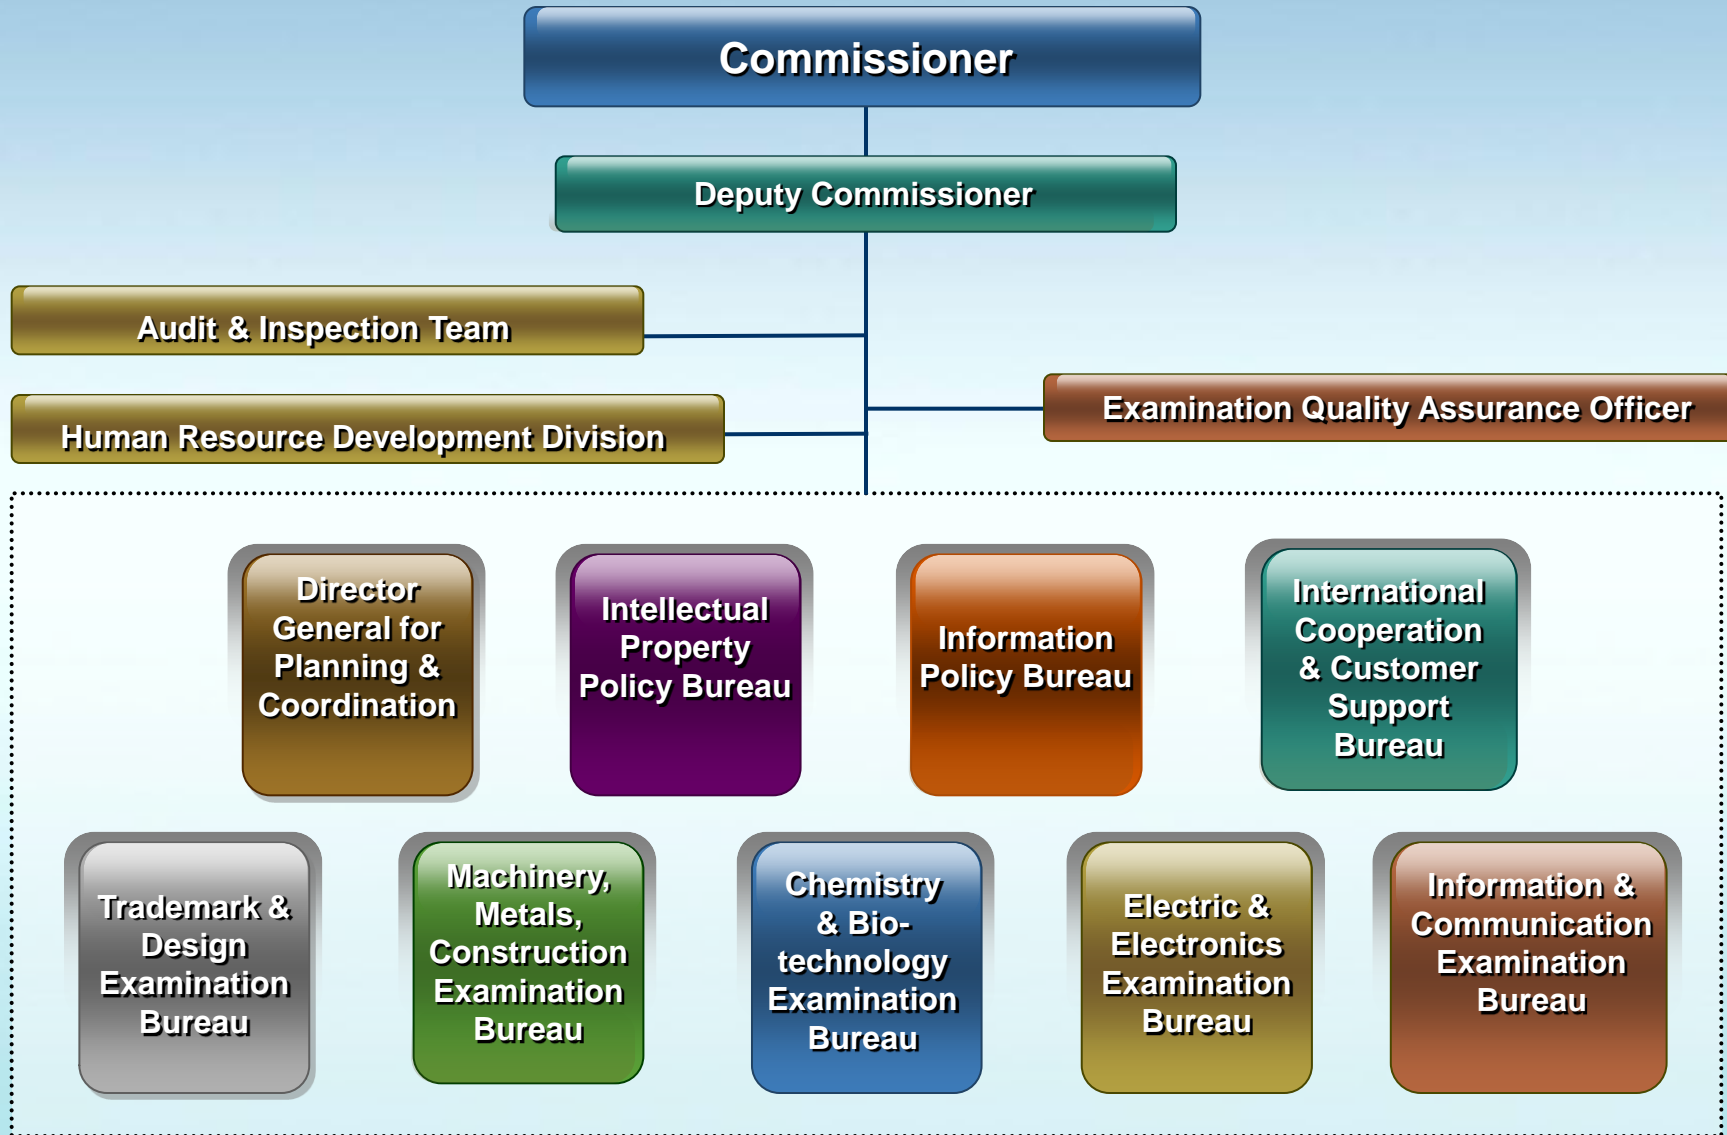 Commissioner
Deputy Commissioner
Audit & Inspection Team
Examination Quality Assurance Officer
Human Resource Development Division
Director
General for
Planning &
Coordination
Intellectual
Property
Policy Bureau
Information
Policy Bureau
International
Cooperation
& Customer
Support
Bureau
Trademark &
Design
Examination
Bureau
Machinery,
Metals,
Construction
Examination
Bureau
Chemistry
& Bio-
technology
Examination
Bureau
Electric &
Electronics
Examination
Bureau
Information &
Communication
Examination
Bureau